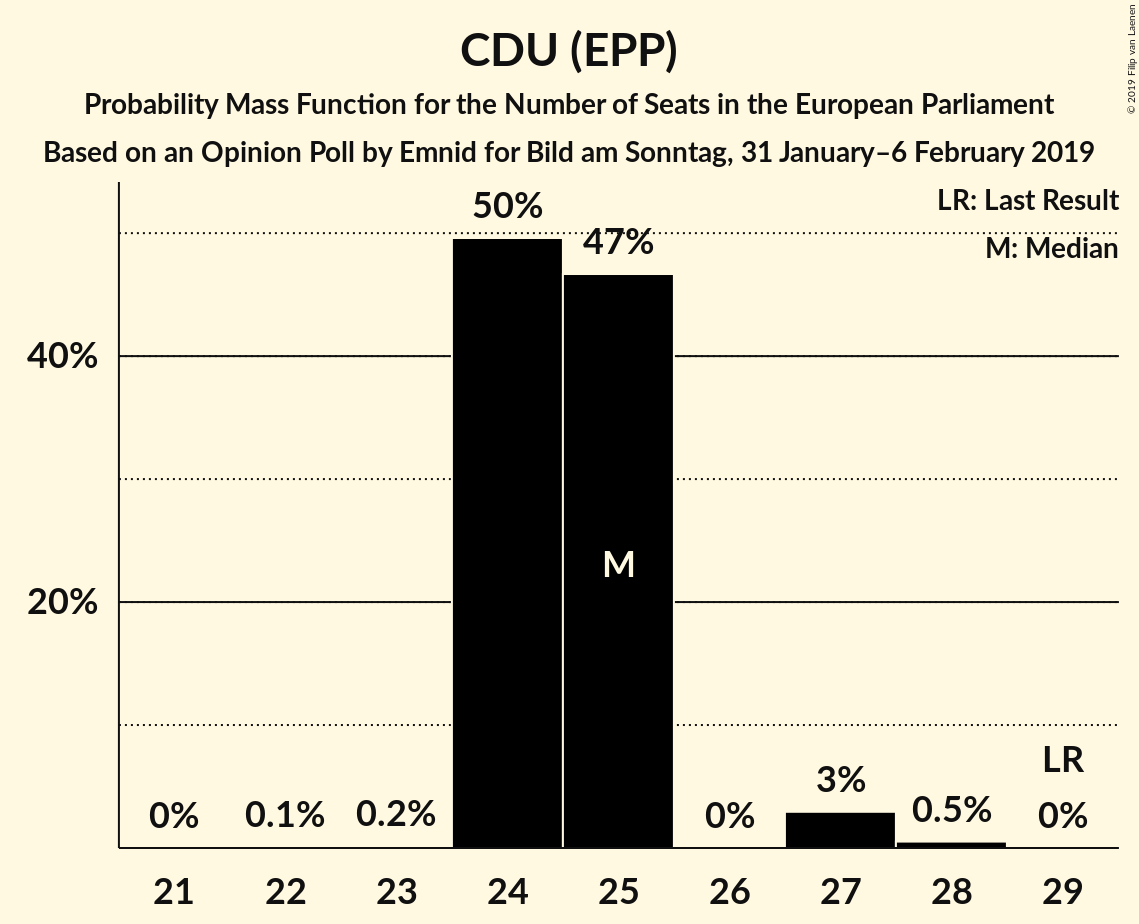 CDU (EPP)
Probability Mass Function for the Number of Seats in the European Parliament
Based on an Opinion Poll by Emnid for Bild am Sonntag, 31 January–6 February 2019
© 2019 Filip van Laenen
LR: Last Result
M: Median
50%
47%
40%
M
20%
LR
0%
0.1%
0.2%
0%
3%
0.5%
0%
21 22 23 24 25 26 27 28 29